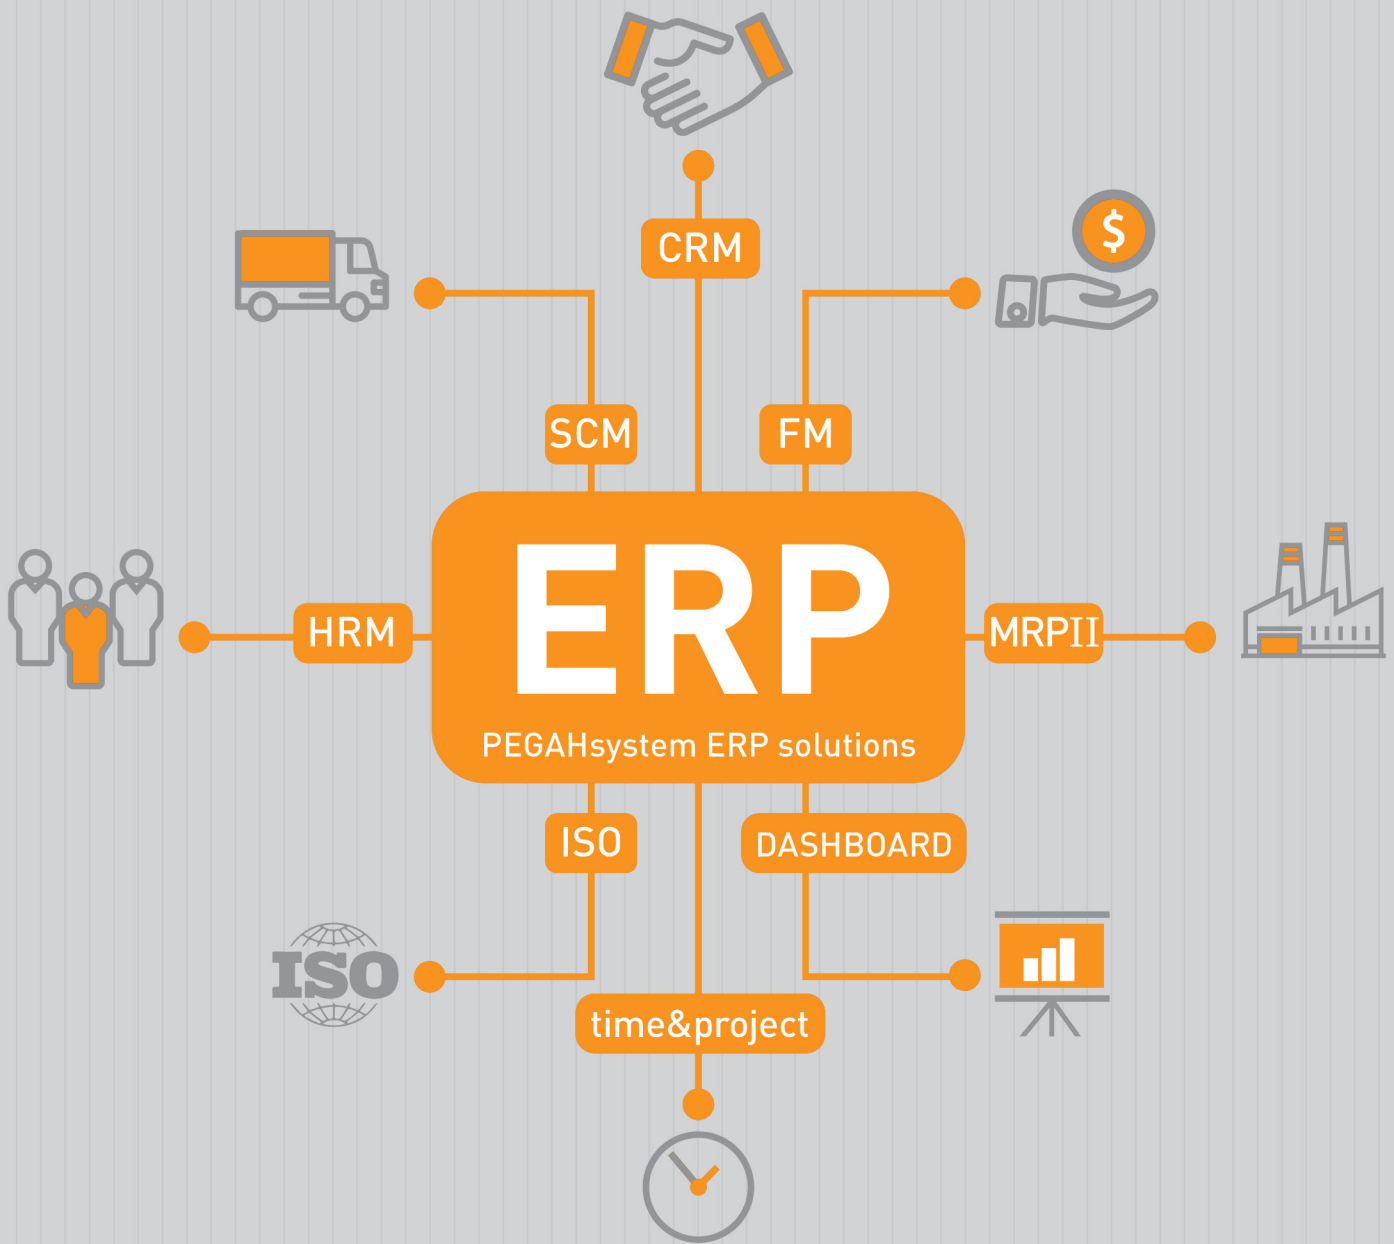 CRM
$
SCM
FM
ERP
PEGAHsystem ERP solutions
HRM
MRPII
ISO
DASHBOARD
ISO
time&project